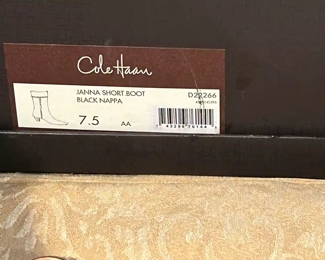 Cole Haan
JANNA SHORT BOOT D22266
BLACK NAPPA
7.5 AA